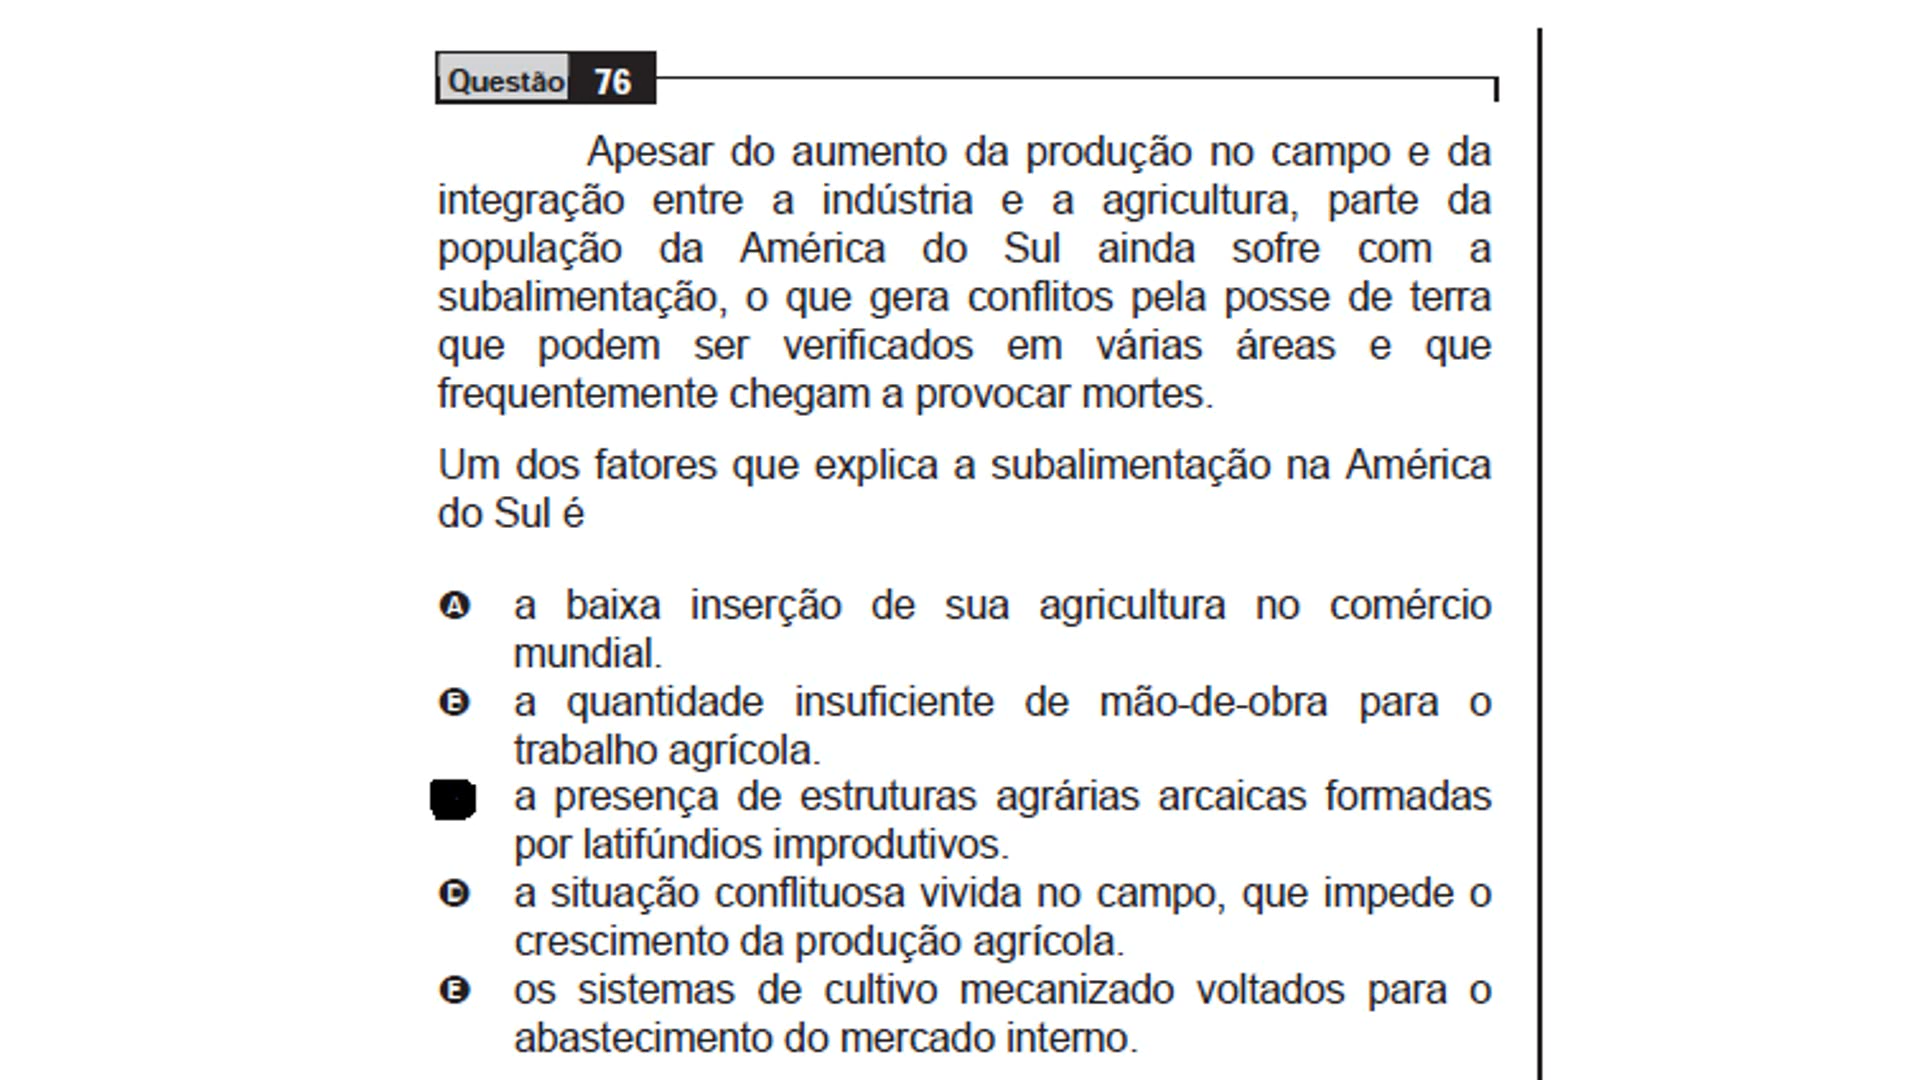 Questão 76
Apesar do aumento da produção no campo e da
integração entre a indústria e a agricultura, parte da
população da América do Sul ainda sofre com a
subalimentação, o que gera conflitos pela posse de terra
que podem ser verificados em várias áreas e que
frequentemente chegam a provocar mortes.
Um dos fatores que explica a subalimentação na América
do Sul é
A a baixa inserção de sua agricultura no comércio
mundial.
B a quantidade insuficiente de mão-de-obra para o
trabalho agrícola.
a presença de estruturas agrárias arcaicas formadas
por latifúndios improdutivos.
D a situação conflituosa vivida no campo, que impede o
crescimento da produção agrícola.
E os sistemas de cultivo mecanizado voltados para o
abastecimento do mercado interno.